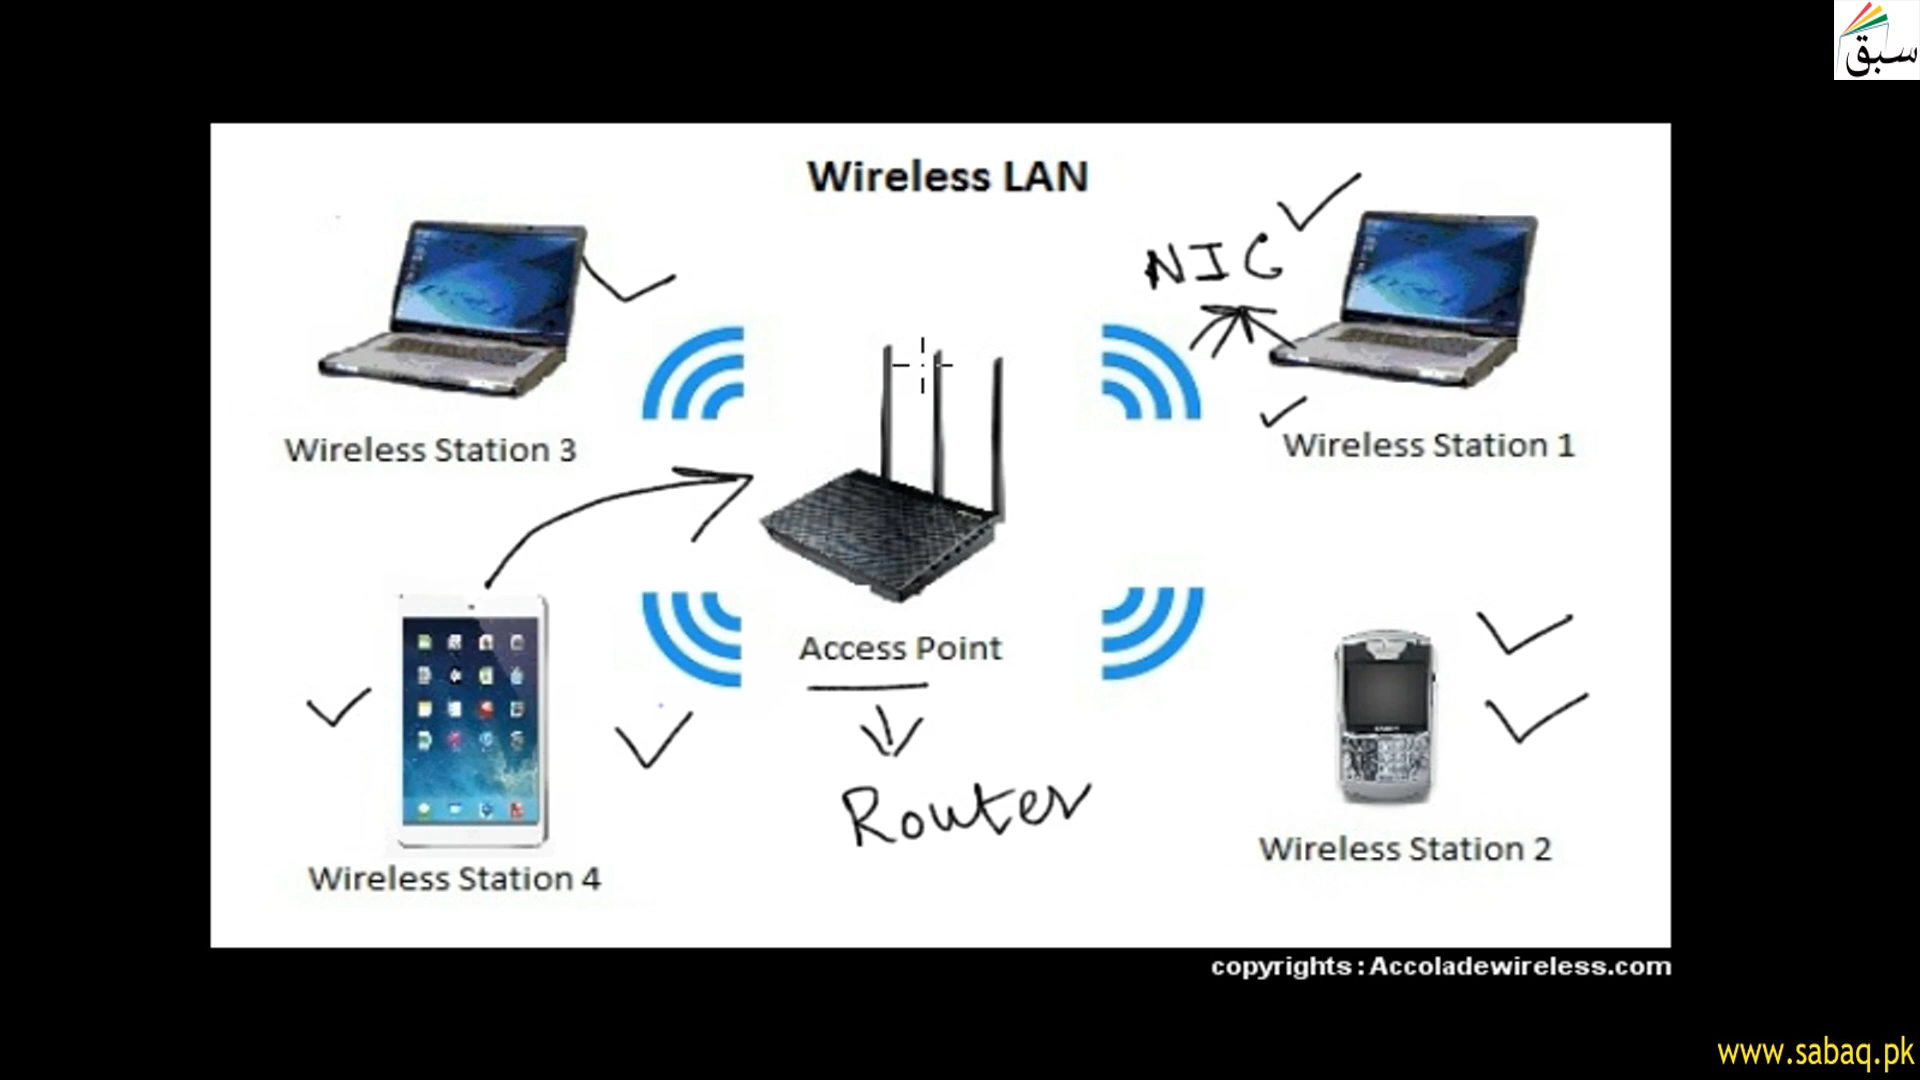 سبق
Wireless LAN
NIC
Wireless Station 3
Wireless Station 1
Access Point
Router
Wireless Station 2
Wireless Station 4
copyrights : Accoladewireless.com
www.sabaq.pk